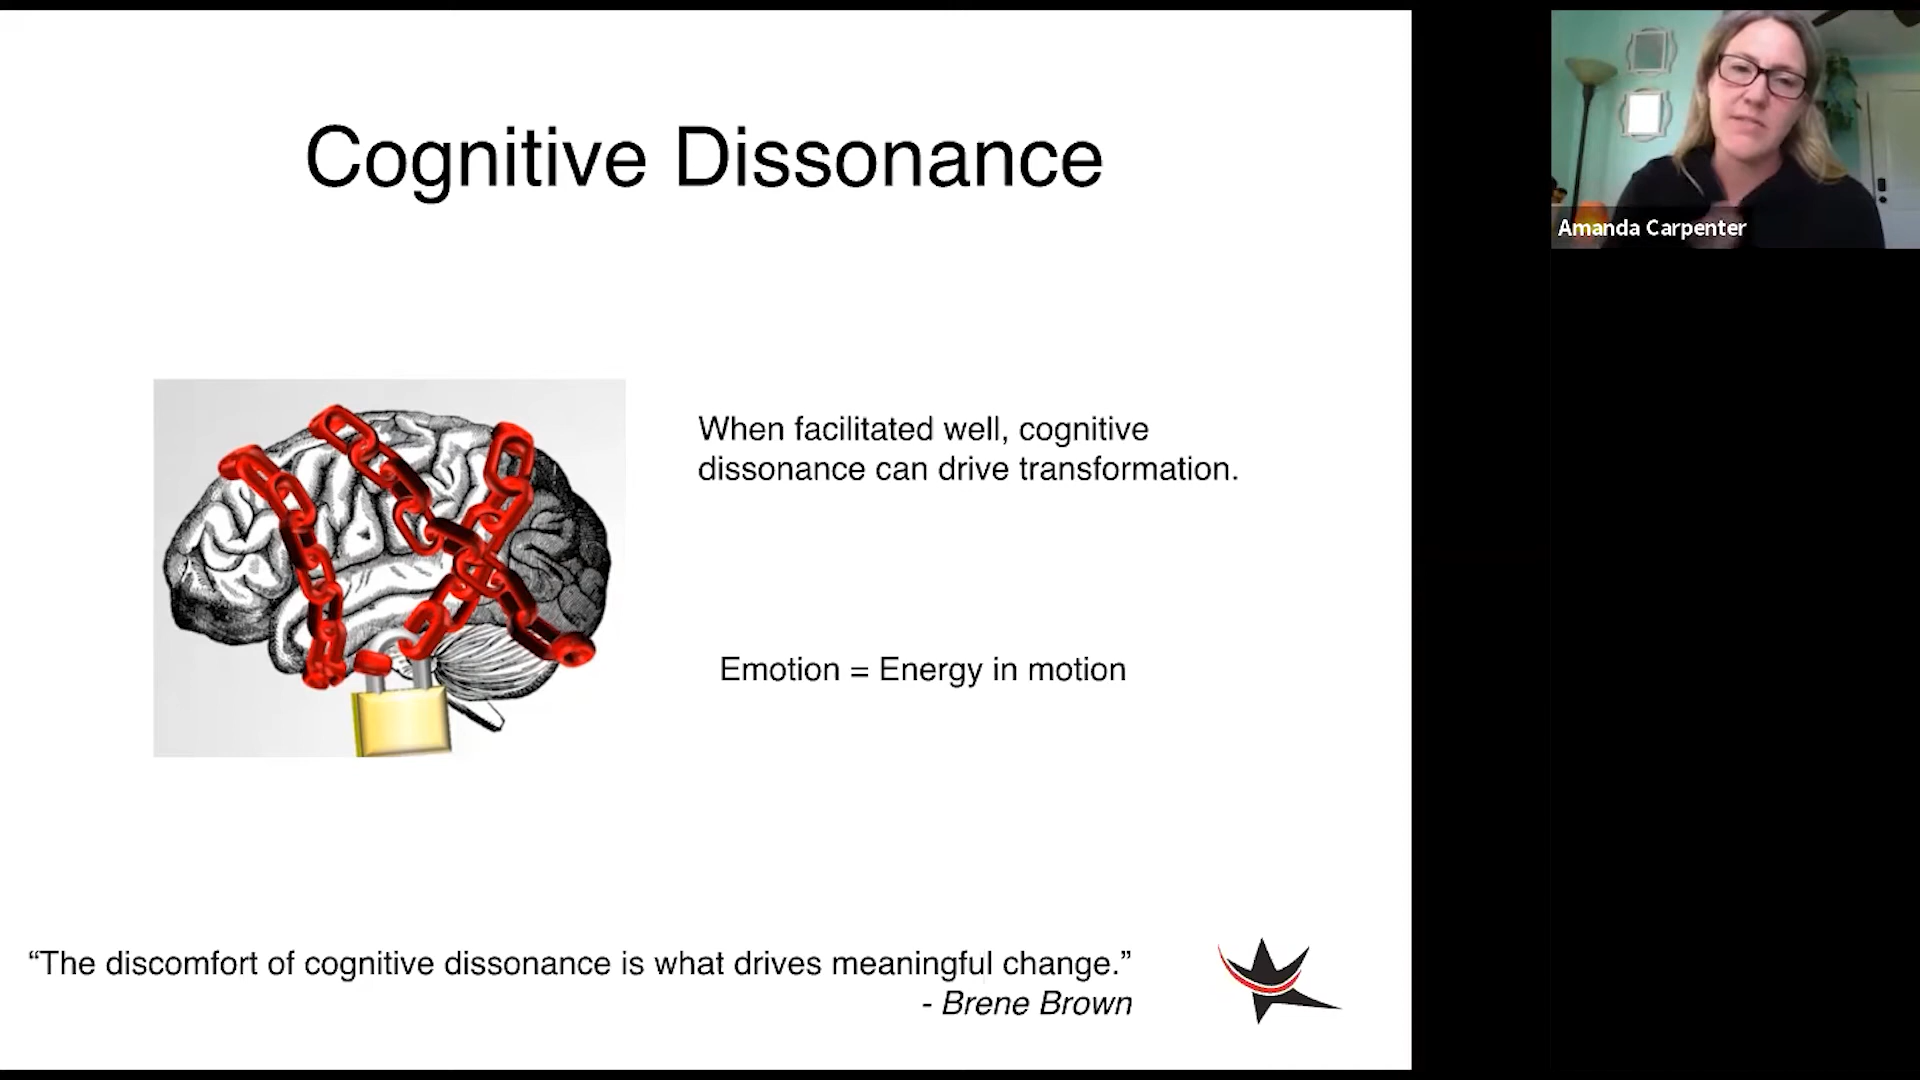 Cognitive Dissonance
When facilitated well, cognitive
dissonance can drive transformation.
Emotion = Energy in motion
“The discomfort of cognitive dissonance is what drives meaningful change.”
- Brene Brown
Amanda Carpenter